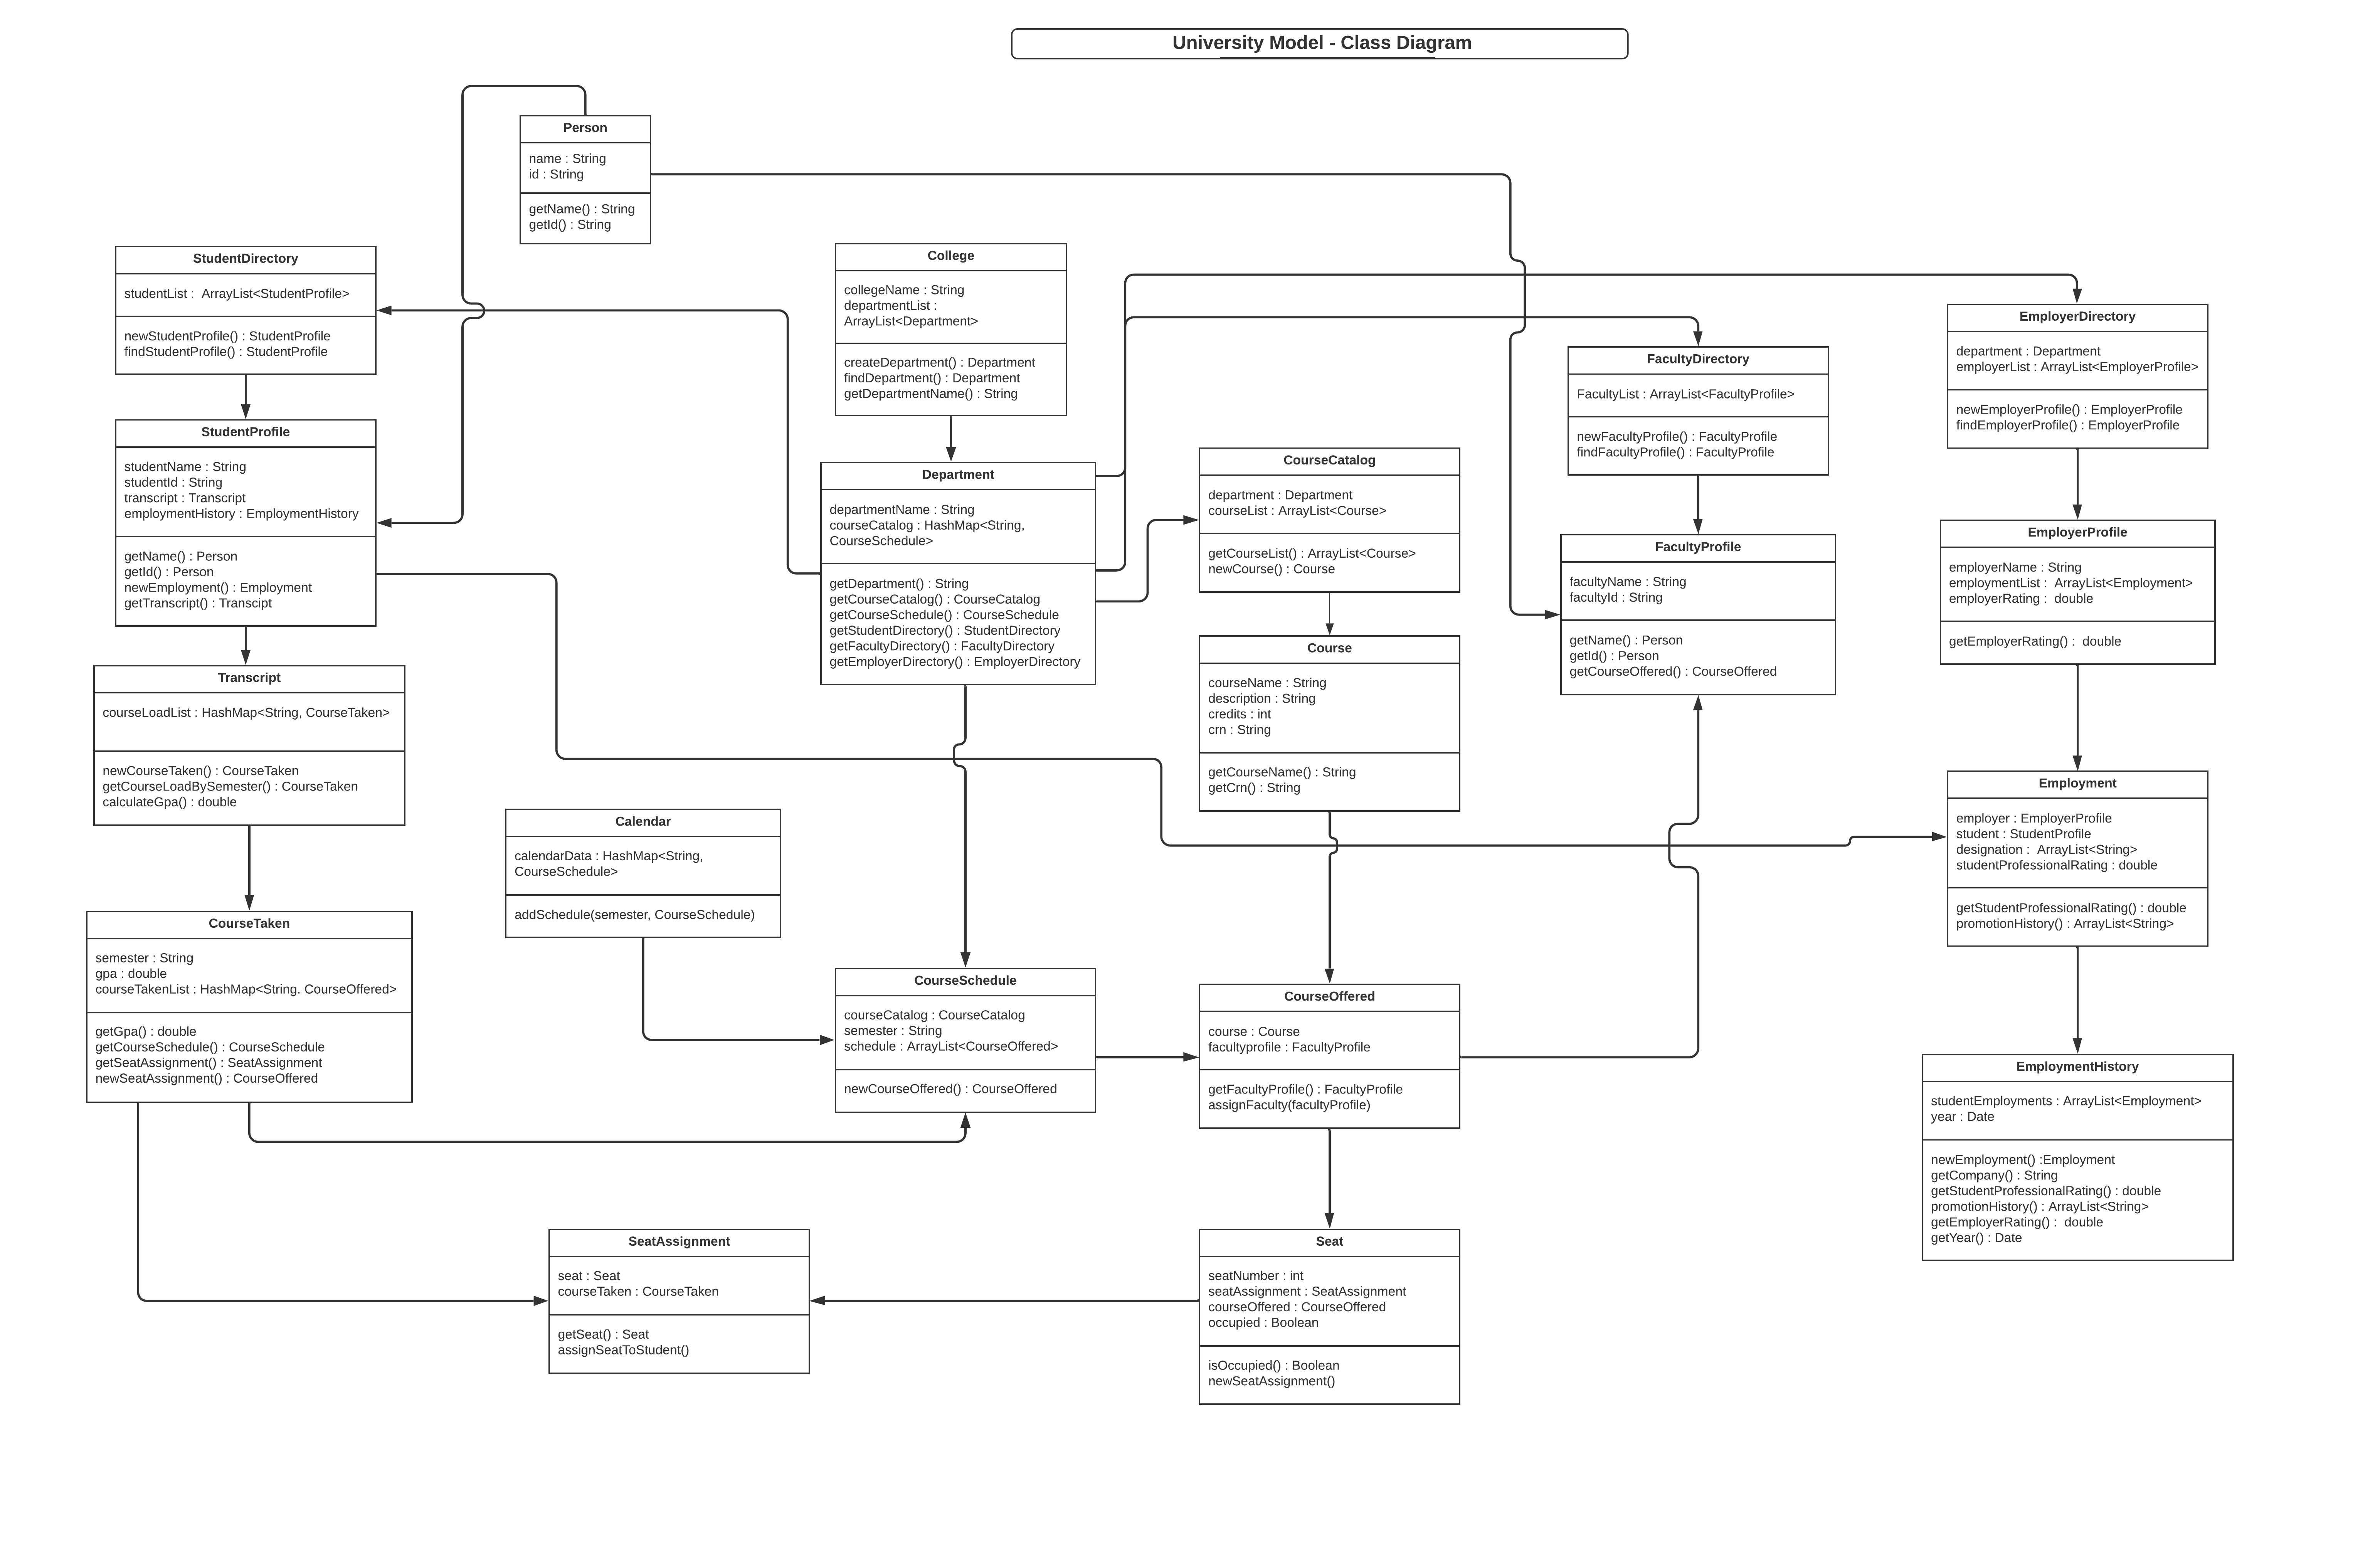 University Model - Class Diagram
Person
name : String
id : String
getName() : String
getId() : String
StudentDirectory
studentList :  ArrayList<StudentProfile>
newStudentProfile() : StudentProfile
findStudentProfile() : StudentProfile
College
collegeName : String
departmentList :
ArrayList<Department>
createDepartment() : Department
findDepartment() : Department
getDepartmentName() : String
EmployerDirectory
department : Department
employerList : ArrayList<EmployerProfile>
newEmployerProfile() : EmployerProfile
findEmployerProfile() : EmployerProfile
FacultyDirectory
FacultyList : ArrayList<FacultyProfile>
newFacultyProfile() : FacultyProfile
findFacultyProfile() : FacultyProfile
StudentProfile
studentName : String
studentId : String
transcript : Transcript
employmentHistory : EmploymentHistory
getName() : Person
getId() : Person
newEmployment() : Employment
getTranscript() : Transcipt
Department
departmentName : String
courseCatalog : HashMap<String,
CourseSchedule>
getDepartment() : String
getCourseCatalog() : CourseCatalog
getCourseSchedule() : CourseSchedule
getStudentDirectory() : StudentDirectory
getFacultyDirectory() : FacultyDirectory
getEmployerDirectory() : EmployerDirectory
CourseCatalog
department : Department
courseList : ArrayList<Course>
getCourseList() : ArrayList<Course>
newCourse() : Course
FacultyProfile
facultyName : String
facultyId : String
getName() : Person
getId() : Person
getCourseOffered() : CourseOffered
EmployerProfile
employerName : String
employmentList :  ArrayList<Employment>
employerRating :  double
getEmployerRating() :  double
Transcript
courseLoadList : HashMap<String, CourseTaken>
newCourseTaken() : CourseTaken
getCourseLoadBySemester() : CourseTaken
calculateGpa() : double
Course
courseName : String
description : String
credits : int
crn : String
getCourseName() : String
getCrn() : String
Calendar
calendarData : HashMap<String,
CourseSchedule>
addSchedule(semester, CourseSchedule)
Employment
employer : EmployerProfile
student : StudentProfile
designation :  ArrayList<String>
studentProfessionalRating : double
getStudentProfessionalRating() : double
promotionHistory() : ArrayList<String>
CourseTaken
semester : String
gpa : double
courseTakenList : HashMap<String. CourseOffered>
getGpa() : double
getCourseSchedule() : CourseSchedule
getSeatAssignment() : SeatAssignment
newSeatAssignment() : CourseOffered
CourseSchedule
courseCatalog : CourseCatalog
semester : String
schedule : ArrayList<CourseOffered>
newCourseOffered() : CourseOffered
CourseOffered
course : Course
facultyprofile : FacultyProfile
getFacultyProfile() : FacultyProfile
assignFaculty(facultyProfile)
EmploymentHistory
studentEmployments : ArrayList<Employment>
year : Date
newEmployment() :Employment
getCompany() : String
getStudentProfessionalRating() : double
promotionHistory() : ArrayList<String>
getEmployerRating() :  double
getYear() : Date
SeatAssignment
seat : Seat
courseTaken : CourseTaken
getSeat() : Seat
assignSeatToStudent()
Seat
seatNumber : int
seatAssignment : SeatAssignment
courseOffered : CourseOffered
occupied : Boolean
isOccupied() : Boolean
newSeatAssignment()